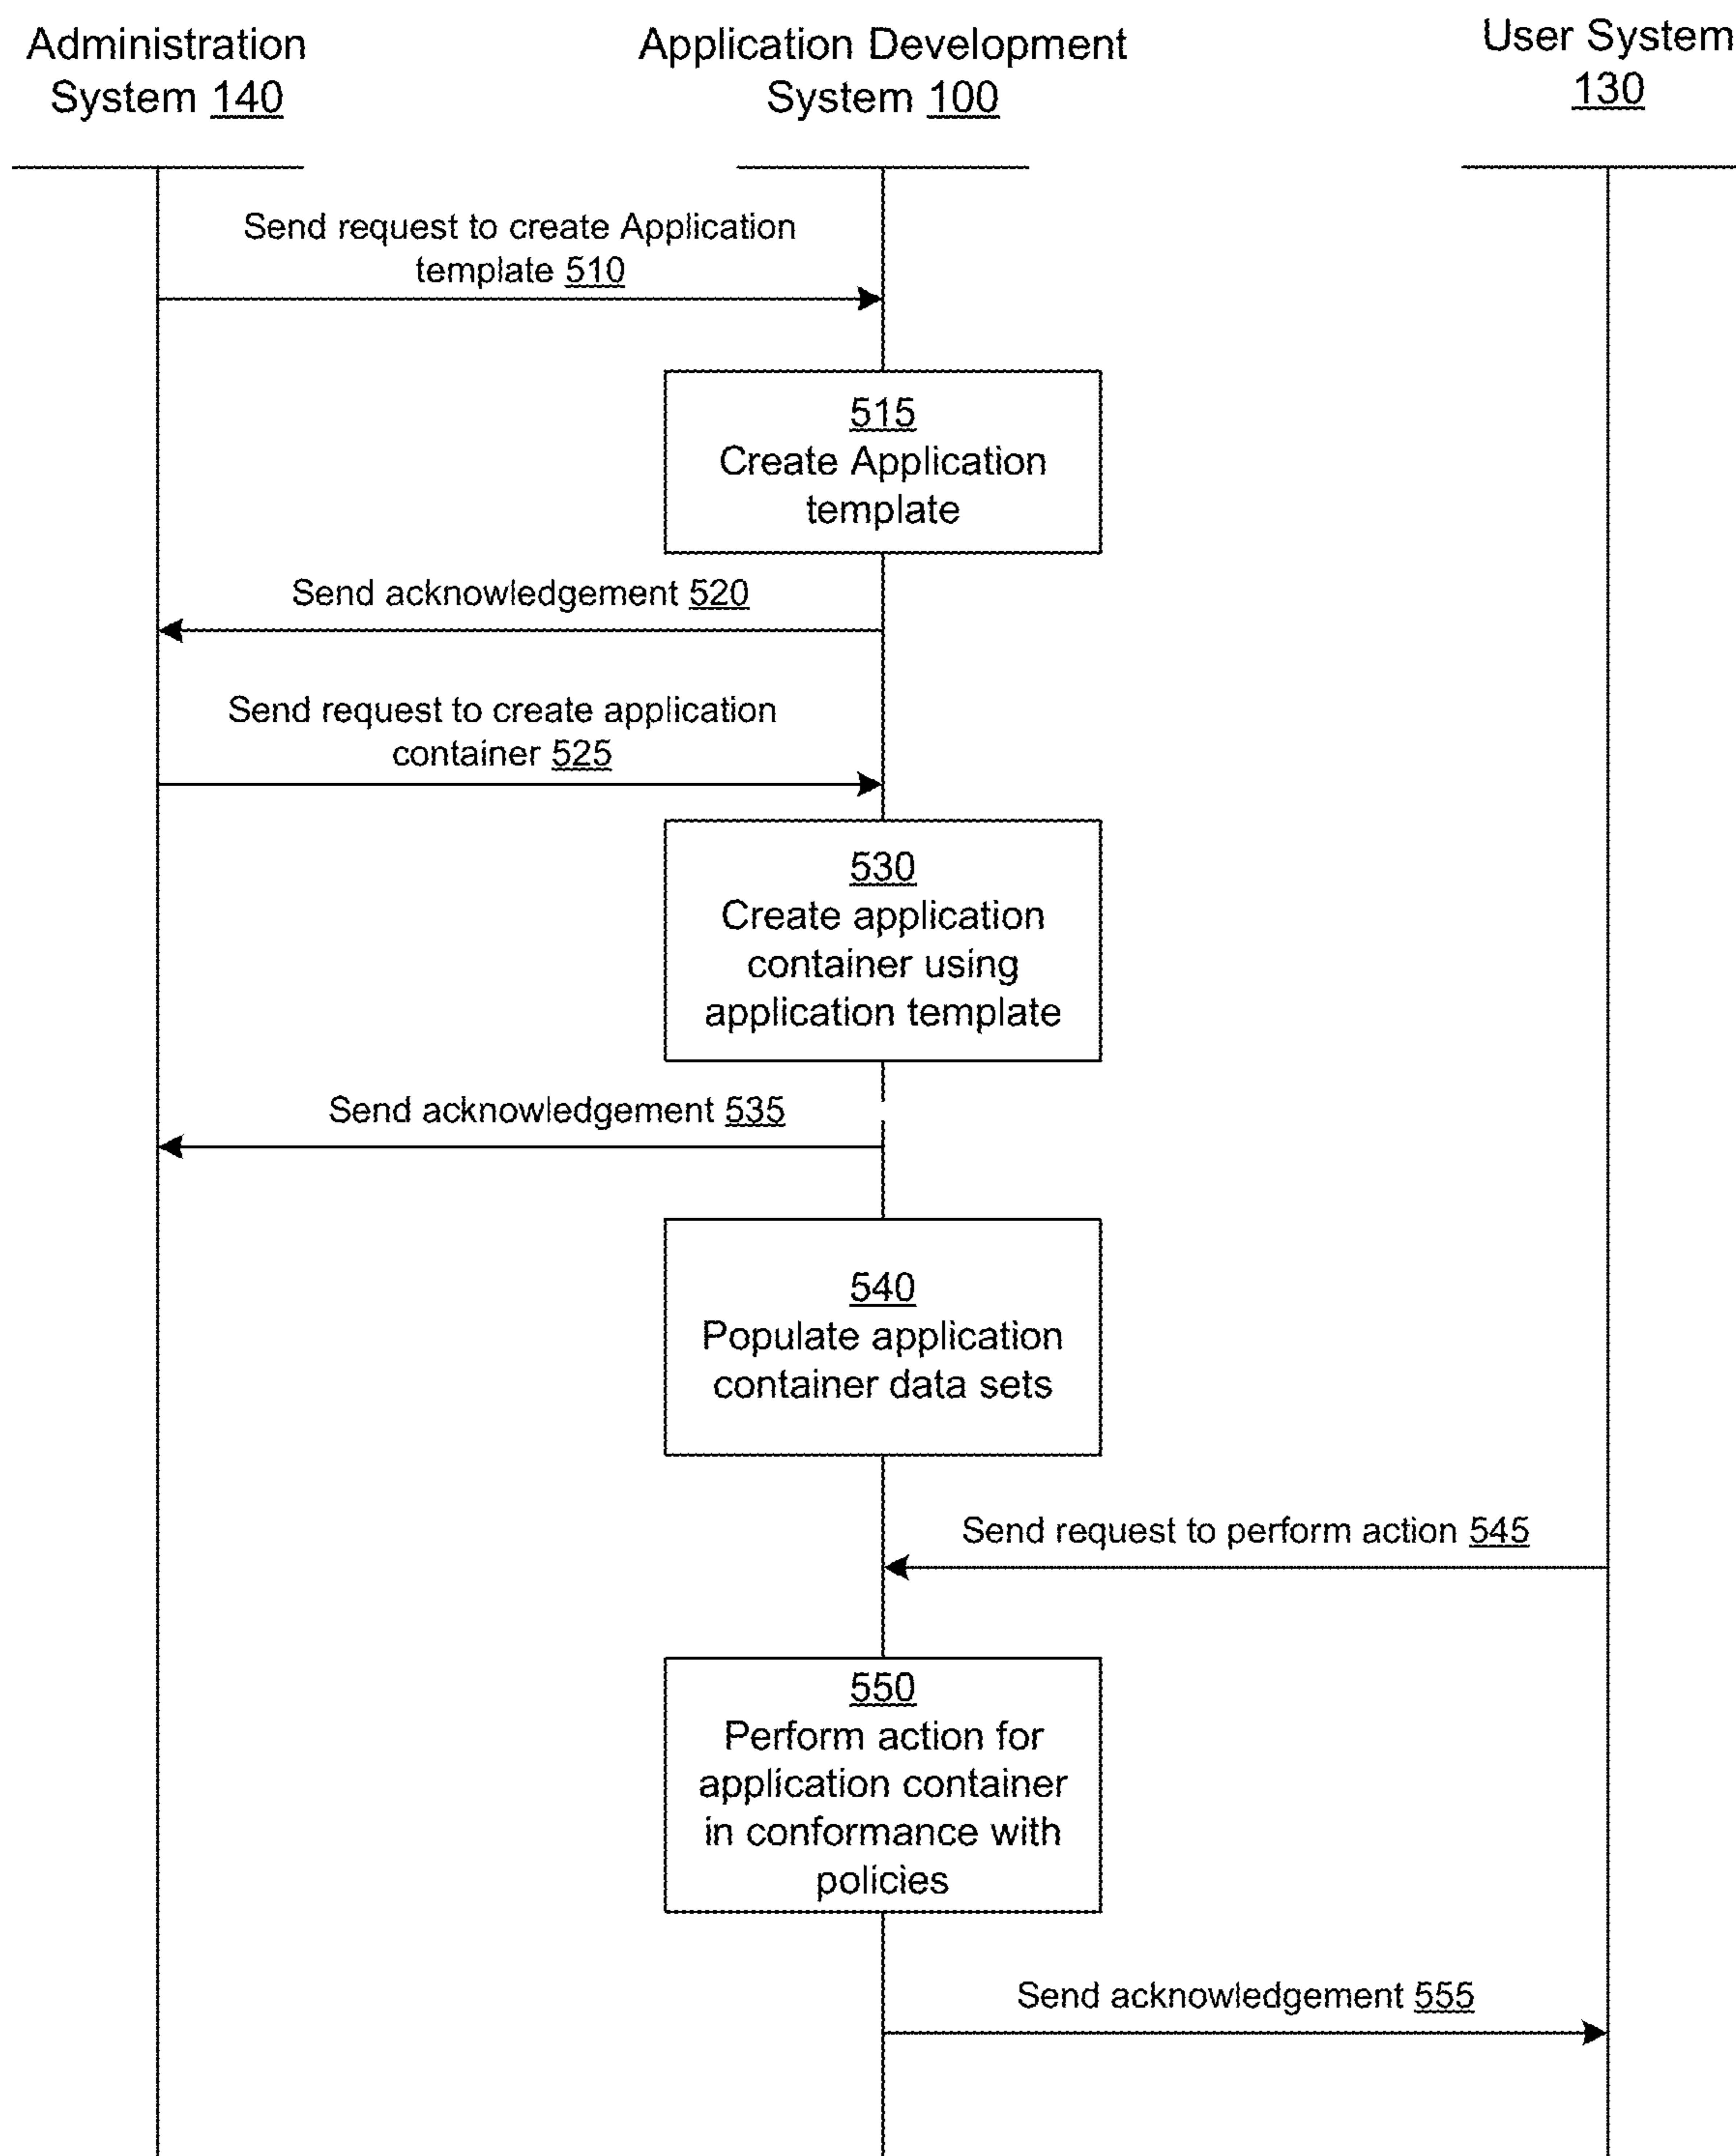 Administration
System 140
Application Development
System 100
User System
130
Send request to create Application
template 510
515
Create Application
template
Send acknowledgement 520
Send request to create application
container 525
530
Create application
container using
application template
Send acknowledgement 535
540
Populate application
container data sets
Send request to perform action 545
550
Perform action for
application container
in conformance with
policies
Send acknowledgement 555